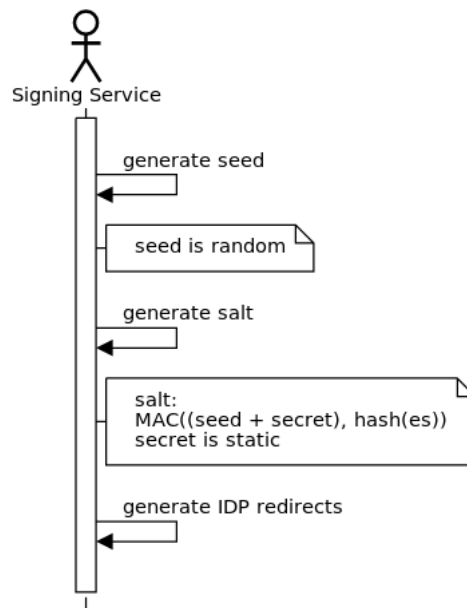 Signing Service
generate seed
seed is random
generate salt
salt:
MAC((seed + secret), hash(es))
secret is static
generate IDP redirects